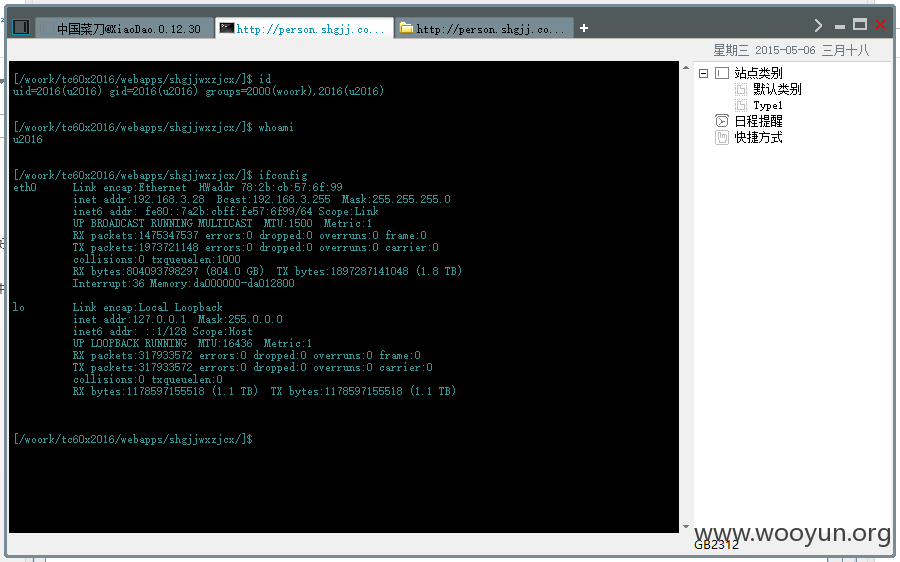 中国菜刀@XiaoDao.0.12.30
http://person.shgjj.co...
http://person.shgjj.co...
星期三 2015-05-06 三月十八
[/woork/tc60x2016/webapps/shgjjwxzjcx/]$ id
uid=2016(u2016) gid=2016(u2016) groups=2000(woork),2016(u2016)
[/woork/tc60x2016/webapps/shgjjwxzjcx/]$ whoami
u2016
[/woork/tc60x2016/webapps/shgjjwxzjcx/]$ ifconfig
eth0 Link encap:Ethernet HWaddr 78:2b:cb:57:6f:99
inet addr:192.168.3.28 Bcast:192.168.3.255 Mask:255.255.255.0
inet6 addr: fe80::7a2b:cbff:fe57:6f99/64 Scope:Link
UP BROADCAST RUNNING MULTICAST MTU:1500 Metric:1
RX packets:1475347537 errors:0 dropped:0 overruns:0 frame:0
TX packets:1973721148 errors:0 dropped:0 overruns:0 carrier:0
collisions:0 txqueuelen:1000
RX bytes:804093798297 (804.0 GB) TX bytes:1897287141048 (1.8 TB)
Interrupt:36 Memory:da000000-da012800
lo Link encap:Local Loopback
inet addr:127.0.0.1 Mask:255.0.0.0
inet6 addr: ::1/128 Scope:Host
UP LOOPBACK RUNNING MTU:16436 Metric:1
RX packets:317933572 errors:0 dropped:0 overruns:0 frame:0
TX packets:317933572 errors:0 dropped:0 overruns:0 carrier:0
collisions:0 txqueuelen:0
RX bytes:1178597155518 (1.1 TB) TX bytes:1178597155518 (1.1 TB)
[/woork/tc60x2016/webapps/shgjjwxzjcx/]$
站点类别
默认类别
Type1
日程提醒
快捷方式
www.wooyun.org
GB2312